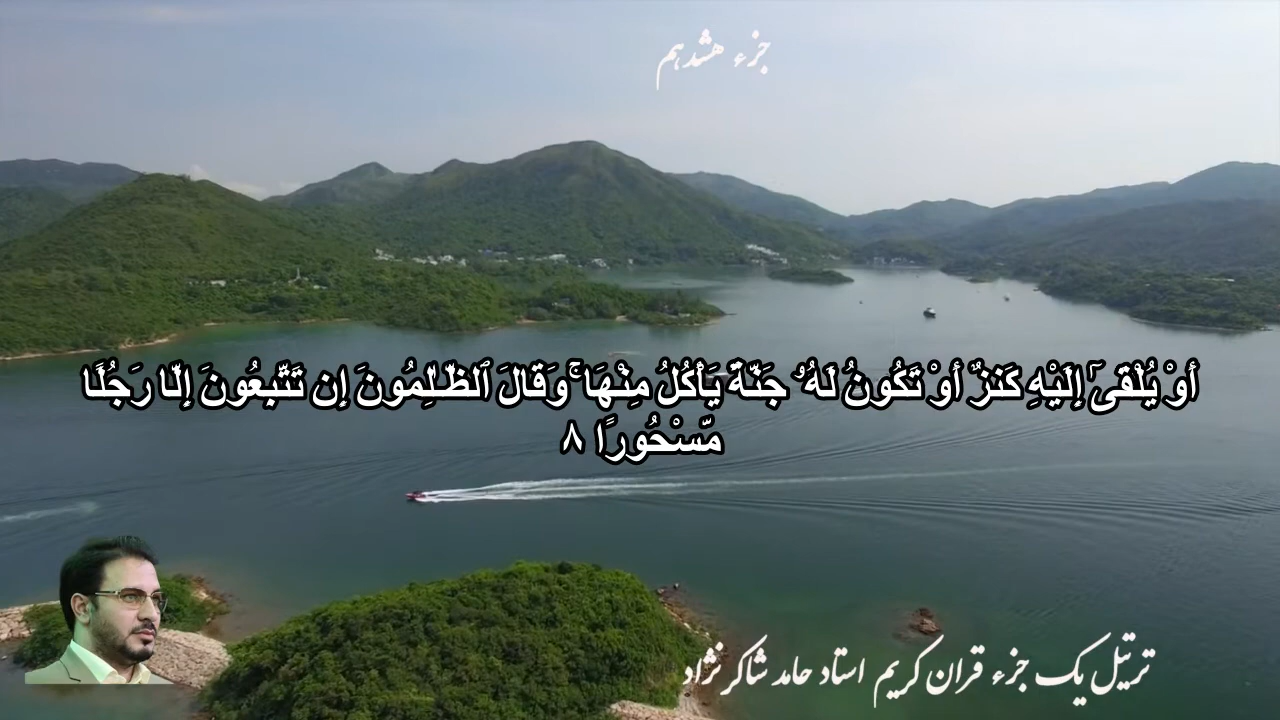 جزء هشدهم
أَوْ يُلْقَىٰٓ إِلَيْهِ كَنزٌ أَوْ تَكُونُ لَهُۥ جَنَّةٌ يَأْكُلُ مِنْهَا ۚ وَقَالَ ٱلظَّـٰلِمُونَ إِن تَتَّبِعُونَ إِلَّا رَجُلًا
مَّسْحُورًا ٨
ترتیل یک جزء قران کریم استاد حامد شاکر نژاد